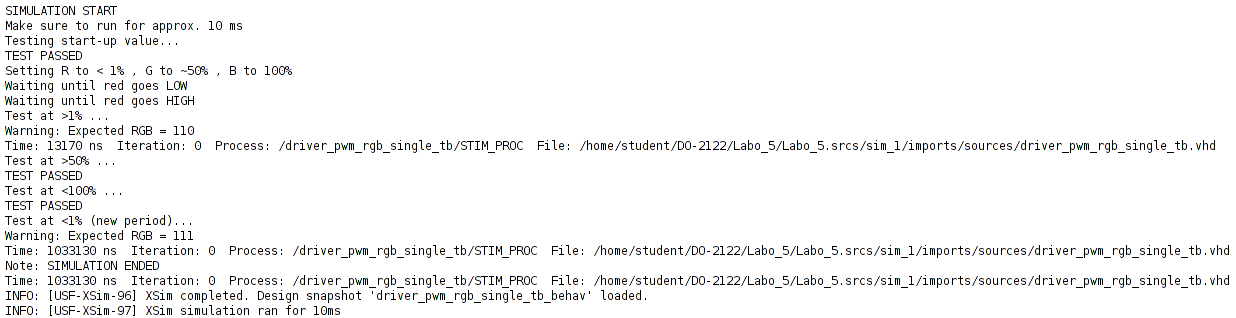 SIMULATION START
Make sure to run for approx. 10 ms
Testing start-up value...
TEST PASSED
Setting R to < 1% , G to ~50% , B to 100%
Waiting until red goes LOW
Waiting until red goes HIGH
Test at >1% ...
Warning: Expected RGB = 110
Time: 13170 ns  Iteration: 0  Process: /driver_pwm_rgb_single_tb/STIM_PROC  File: /home/student/DO-2122/Labo_5/Labo_5.srcs/sim_1/imports/sources/driver_pwm_rgb_single_tb.vhd
Test at >50% ...
TEST PASSED
Test at <100% ...
TEST PASSED
Test at <1% (new period)...
Warning: Expected RGB = 111
Time: 1033130 ns  Iteration: 0  Process: /driver_pwm_rgb_single_tb/STIM_PROC  File: /home/student/DO-2122/Labo_5/Labo_5.srcs/sim_1/imports/sources/driver_pwm_rgb_single_tb.vhd
Note: SIMULATION ENDED
Time: 1033130 ns  Iteration: 0  Process: /driver_pwm_rgb_single_tb/STIM_PROC  File: /home/student/DO-2122/Labo_5/Labo_5.srcs/sim_1/imports/sources/driver_pwm_rgb_single_tb.vhd
INFO: [USF-XSim-96] XSim completed. Design snapshot 'driver_pwm_rgb_single_tb_behav' loaded.
INFO: [USF-XSim-97] XSim simulation ran for 10ms